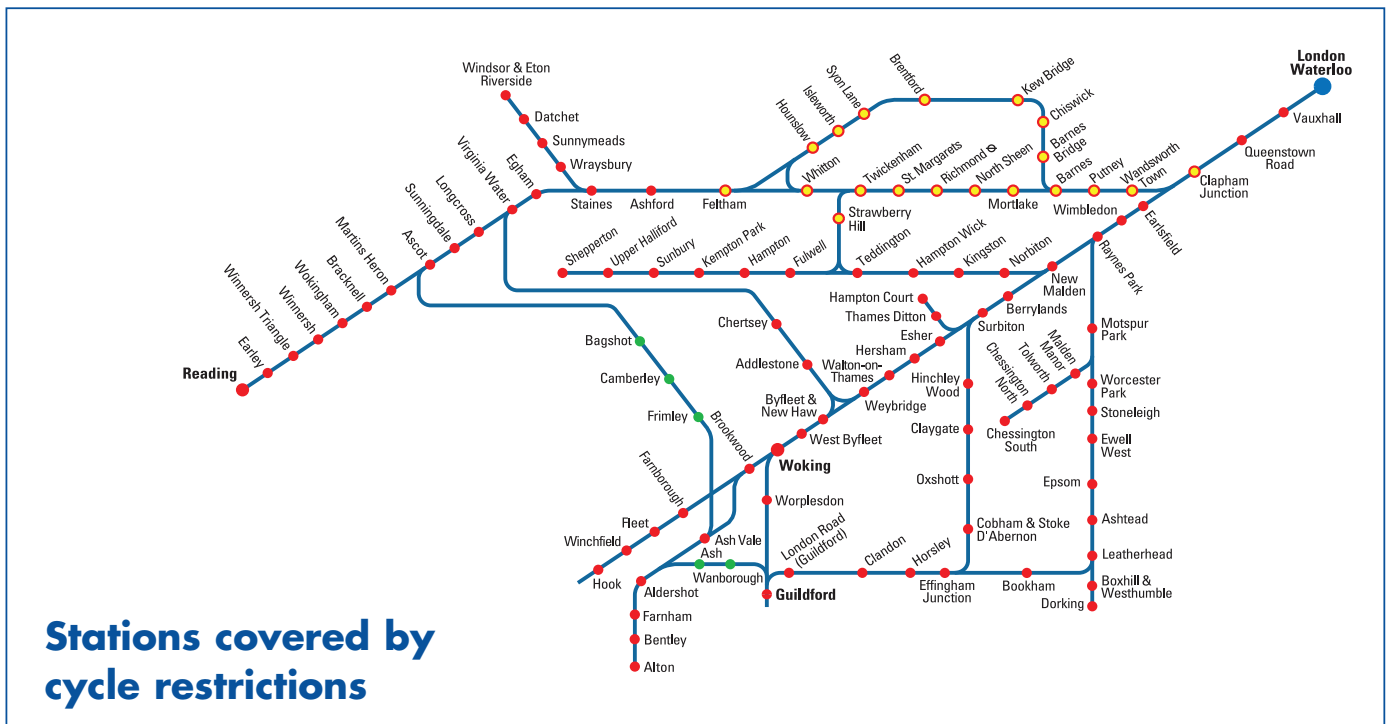 London
Waterloo
Vauxhall
Queenstown
Road
Clapham
Junction
Wandsworth
Town
Putney
Barnes
Barnes
Bridge
Chiswick
Kew Bridge
Brentford
Syon Lane
Isleworth
Hounslow
Mortlake
North Sheen
Richmond
St. Margarets
Twickenham
Whitton
Feltham
Ashford
Staines
Windsor & Eton
Riverside
Datchet
Sunnymeads
Wraysbury
Egham
Virginia Water
Longcross
Sunningdale
Ascot
Martins Heron
Bracknell
Wokingham
Winnersh
Winnersh Triangle
Earley
Reading
Strawberry
Hill
Shepperton
Upper Halliford
Sunbury
Kempton Park
Hampton
Fulwell
Teddington
Hampton Wick
Kingston
Norbiton
Earlsfield
Wimbledon
Raynes Park
New
Malden
Berrylands
Surbiton
Hampton Court
Thames Ditton
Esher
Hersham
Walton-on-
Thames
Weybridge
Chertsey
Addlestone
Byfleet &
New Haw
West Byfleet
Woking
Brookwood
Farnborough
Fleet
Winchfield
Hook
Bagshot
Camberley
Frimley
Ash Vale
Ash
Wanborough
Aldershot
Farnham
Bentley
Alton
Worplesdon
Guildford
London Road
(Guildford)
Clandon
Horsley
Effingham
Junction
Bookham
Hinchley
Wood
Claygate
Oxshott
Cobham & Stoke
D'Abernon
Motspur
Park
Malden
Manor
Tolworth
Chessington
North
Chessington
South
Worcester
Park
Stoneleigh
Ewell
West
Epsom
Ashtead
Leatherhead
Boxhill &
Westhumble
Dorking
Stations covered by
cycle restrictions